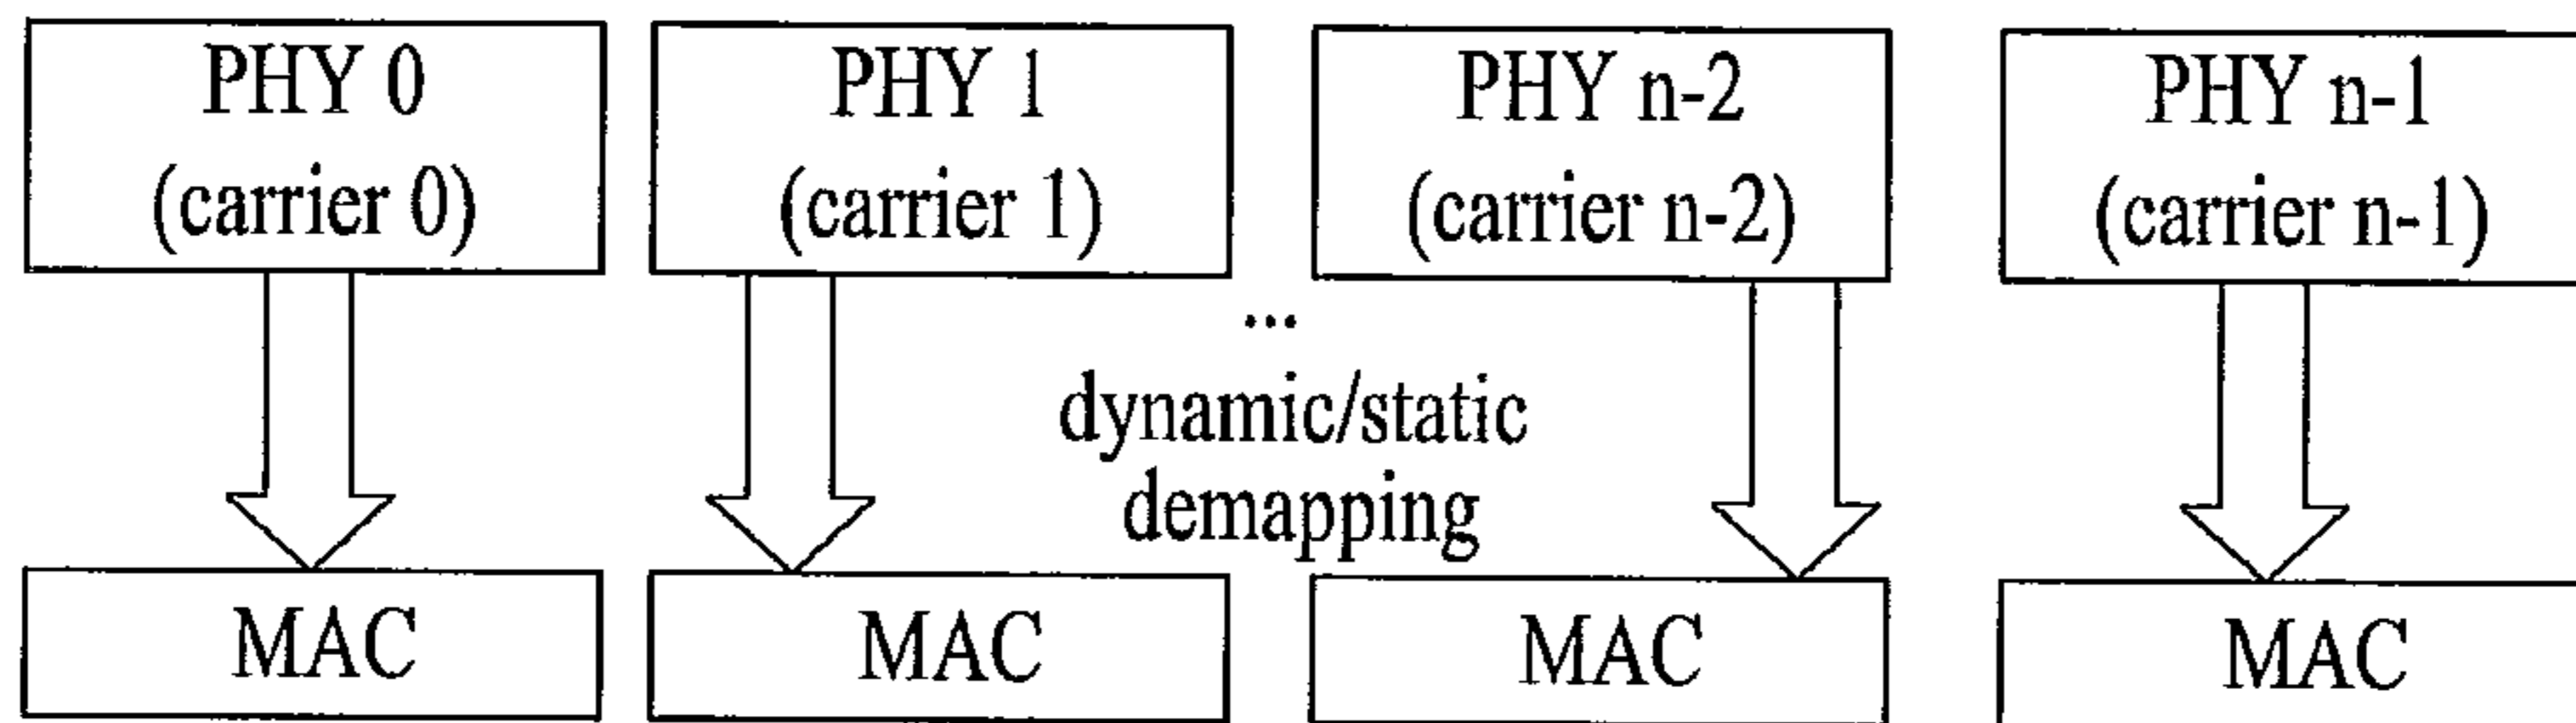 PHY 0
(carrier 0)
PHY 1
(carrier 1)
PHY n-2
(carrier n-2)
PHY n-1
(carrier n-1)
...
dynamic/static
demapping
MAC
MAC
MAC
MAC